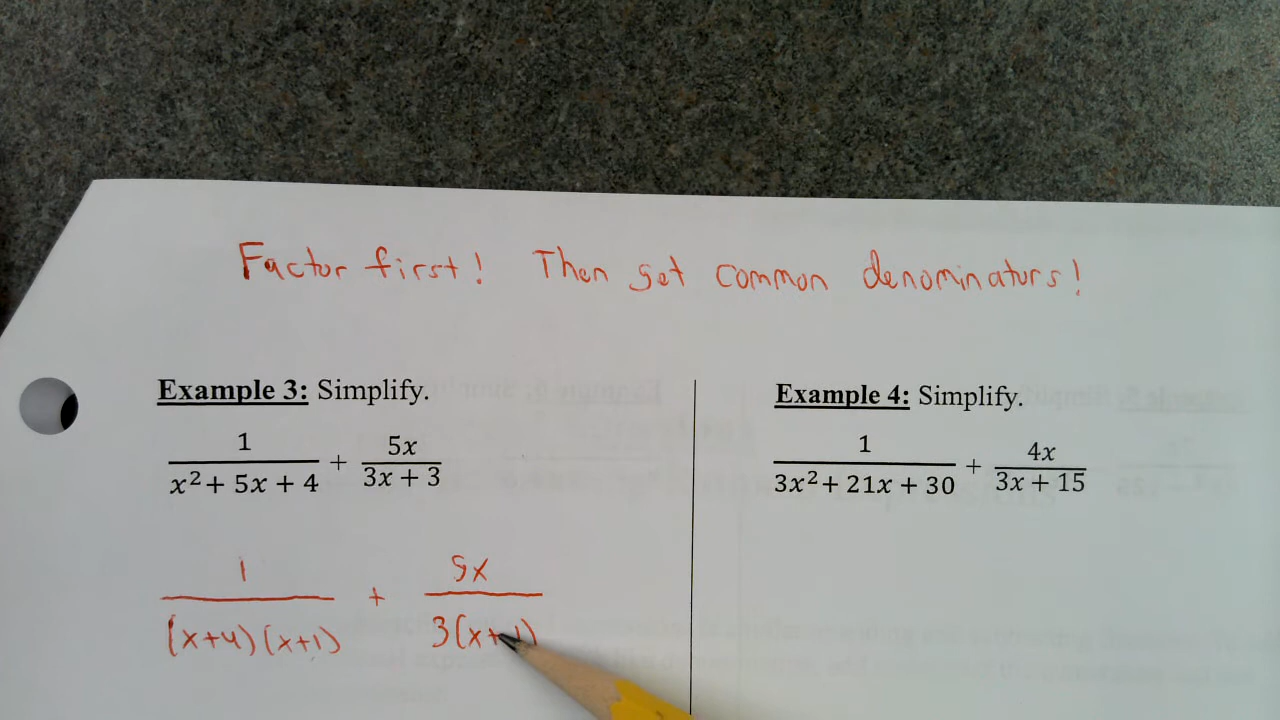 Factor first! Then get common denominators!
Example 3: Simplify.
1/(x² + 5x + 4) + 5x/(3x + 3)
1/((x+4)(x+1)) + 5x/(3(x+1))
Example 4: Simplify.
1/(3x² + 21x + 30) + 4x/(3x + 15)